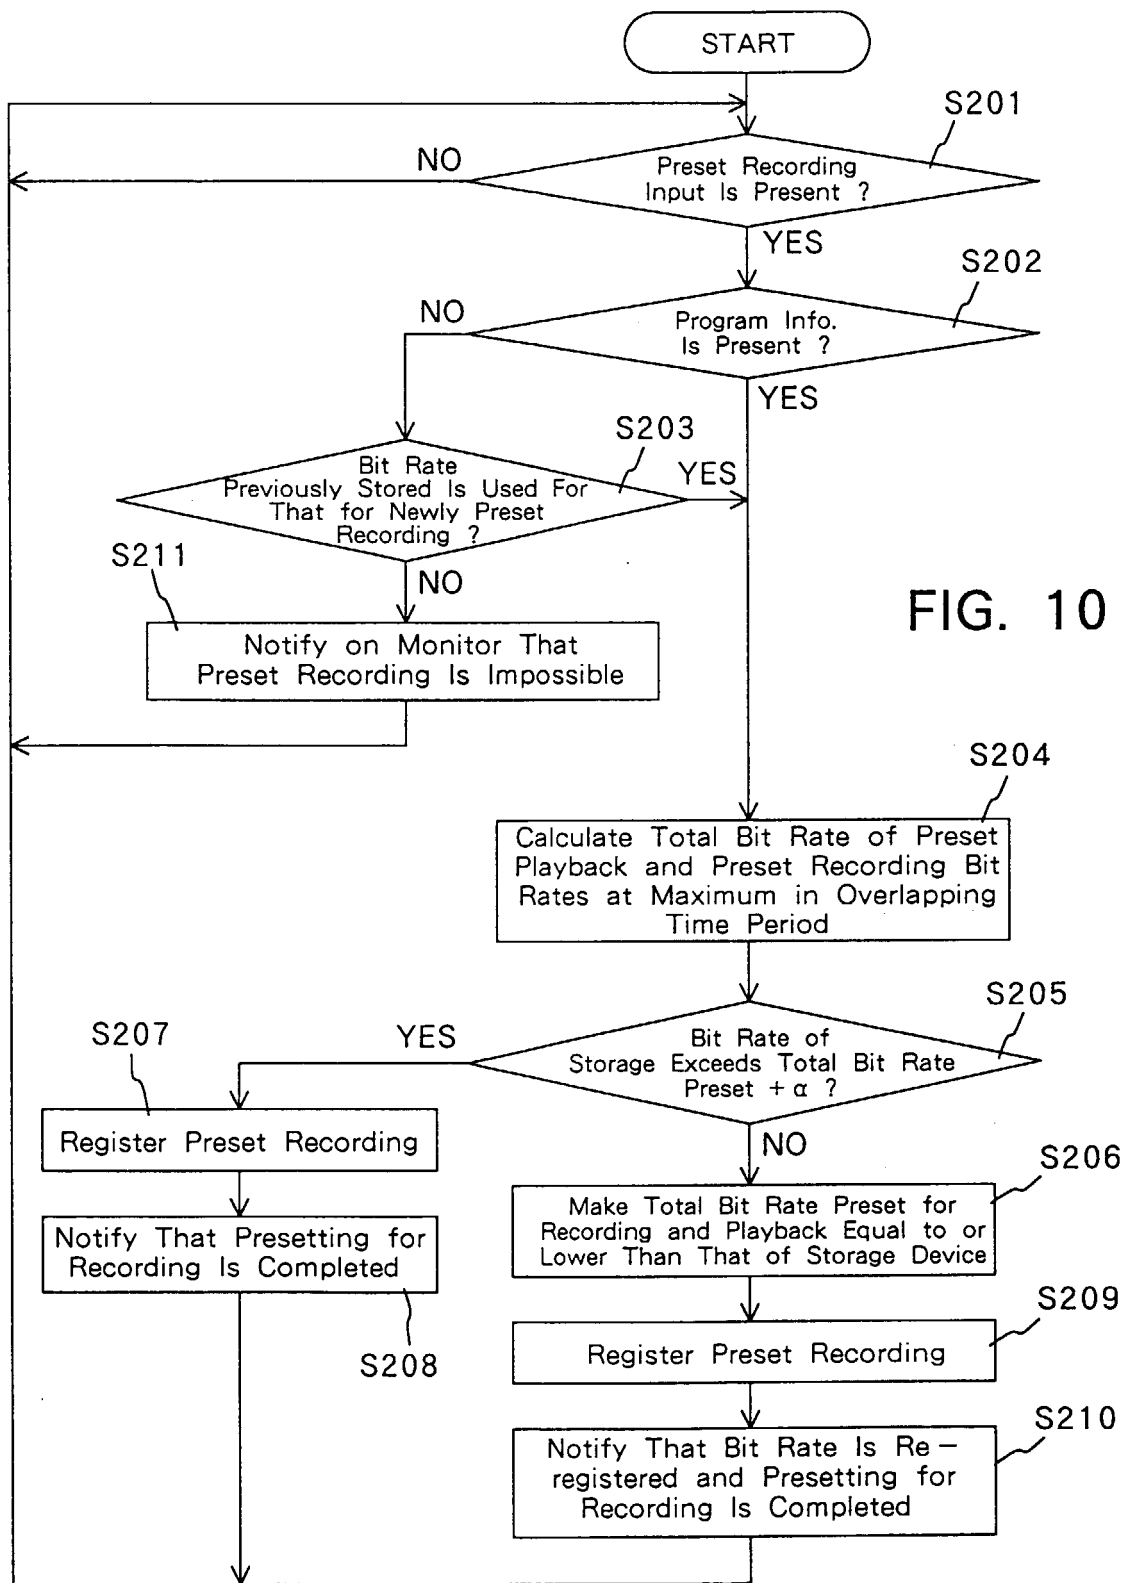 START
S201
NO
Preset Recording
Input Is Present ?
YES
S202
NO
Program Info.
Is Present ?
YES
S203
Bit Rate
Previously Stored Is Used For
That for Newly Preset
Recording ?
YES
S211
NO
Notify on Monitor That
Preset Recording Is Impossible
FIG. 10
S204
Calculate Total Bit Rate of Preset
Playback and Preset Recording Bit
Rates at Maximum in Overlapping
Time Period
S205
YES
Bit Rate of
Storage Exceeds Total Bit Rate
Preset + α ?
S207
Register Preset Recording
NO
S206
Make Total Bit Rate Preset for
Recording and Playback Equal to or
Lower Than That of Storage Device
Notify That Presetting for
Recording Is Completed
S208
S209
Register Preset Recording
S210
Notify That Bit Rate Is Re-
registered and Presetting for
Recording Is Completed